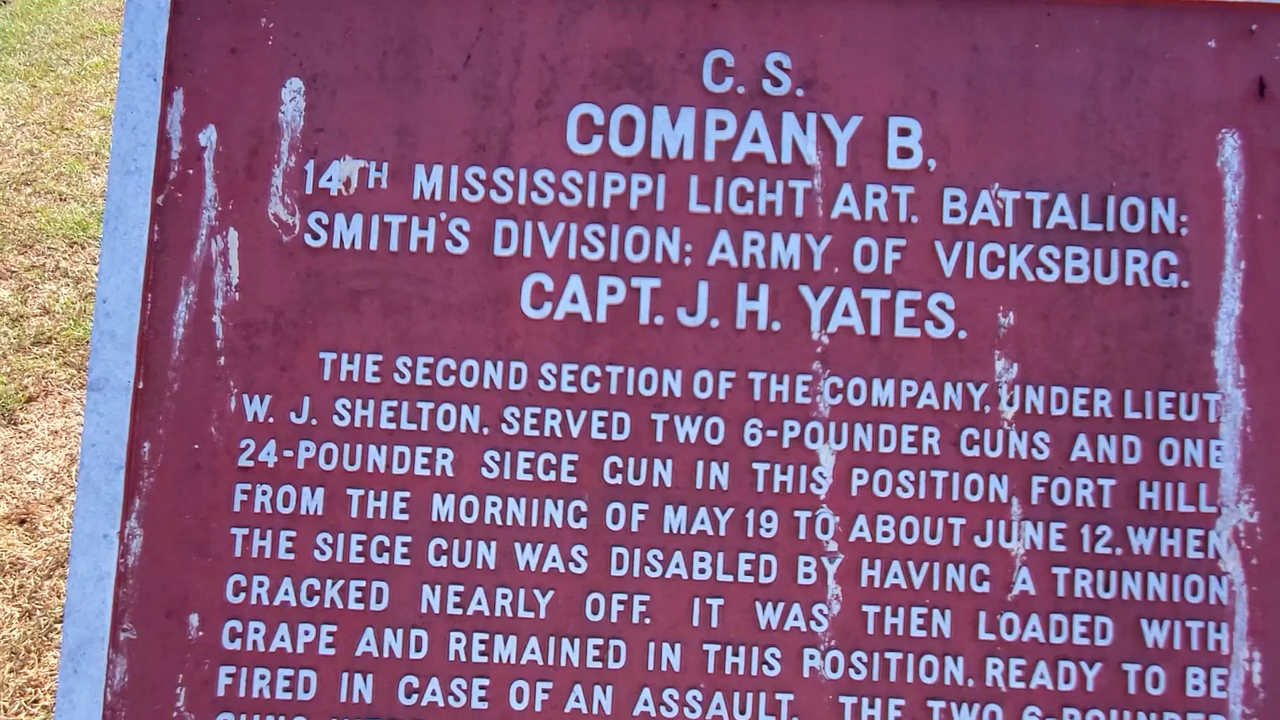 C. S.
COMPANY B,
14TH MISSISSIPPI LIGHT ART. BATTALION;
SMITH'S DIVISION; ARMY OF VICKSBURG.
CAPT. J. H. YATES.
THE SECOND SECTION OF THE COMPANY, UNDER LIEUT.
W. J. SHELTON, SERVED TWO 6-POUNDER GUNS AND ONE
24-POUNDER SIEGE GUN IN THIS POSITION, FORT HILL,
FROM THE MORNING OF MAY 19 TO ABOUT JUNE 12, WHEN
THE SIEGE GUN WAS DISABLED BY HAVING A TRUNNION
CRACKED NEARLY OFF. IT WAS THEN LOADED WITH
GRAPE AND REMAINED IN THIS POSITION, READY TO BE
FIRED IN CASE OF AN ASSAULT. THE TWO 6-POUNDER